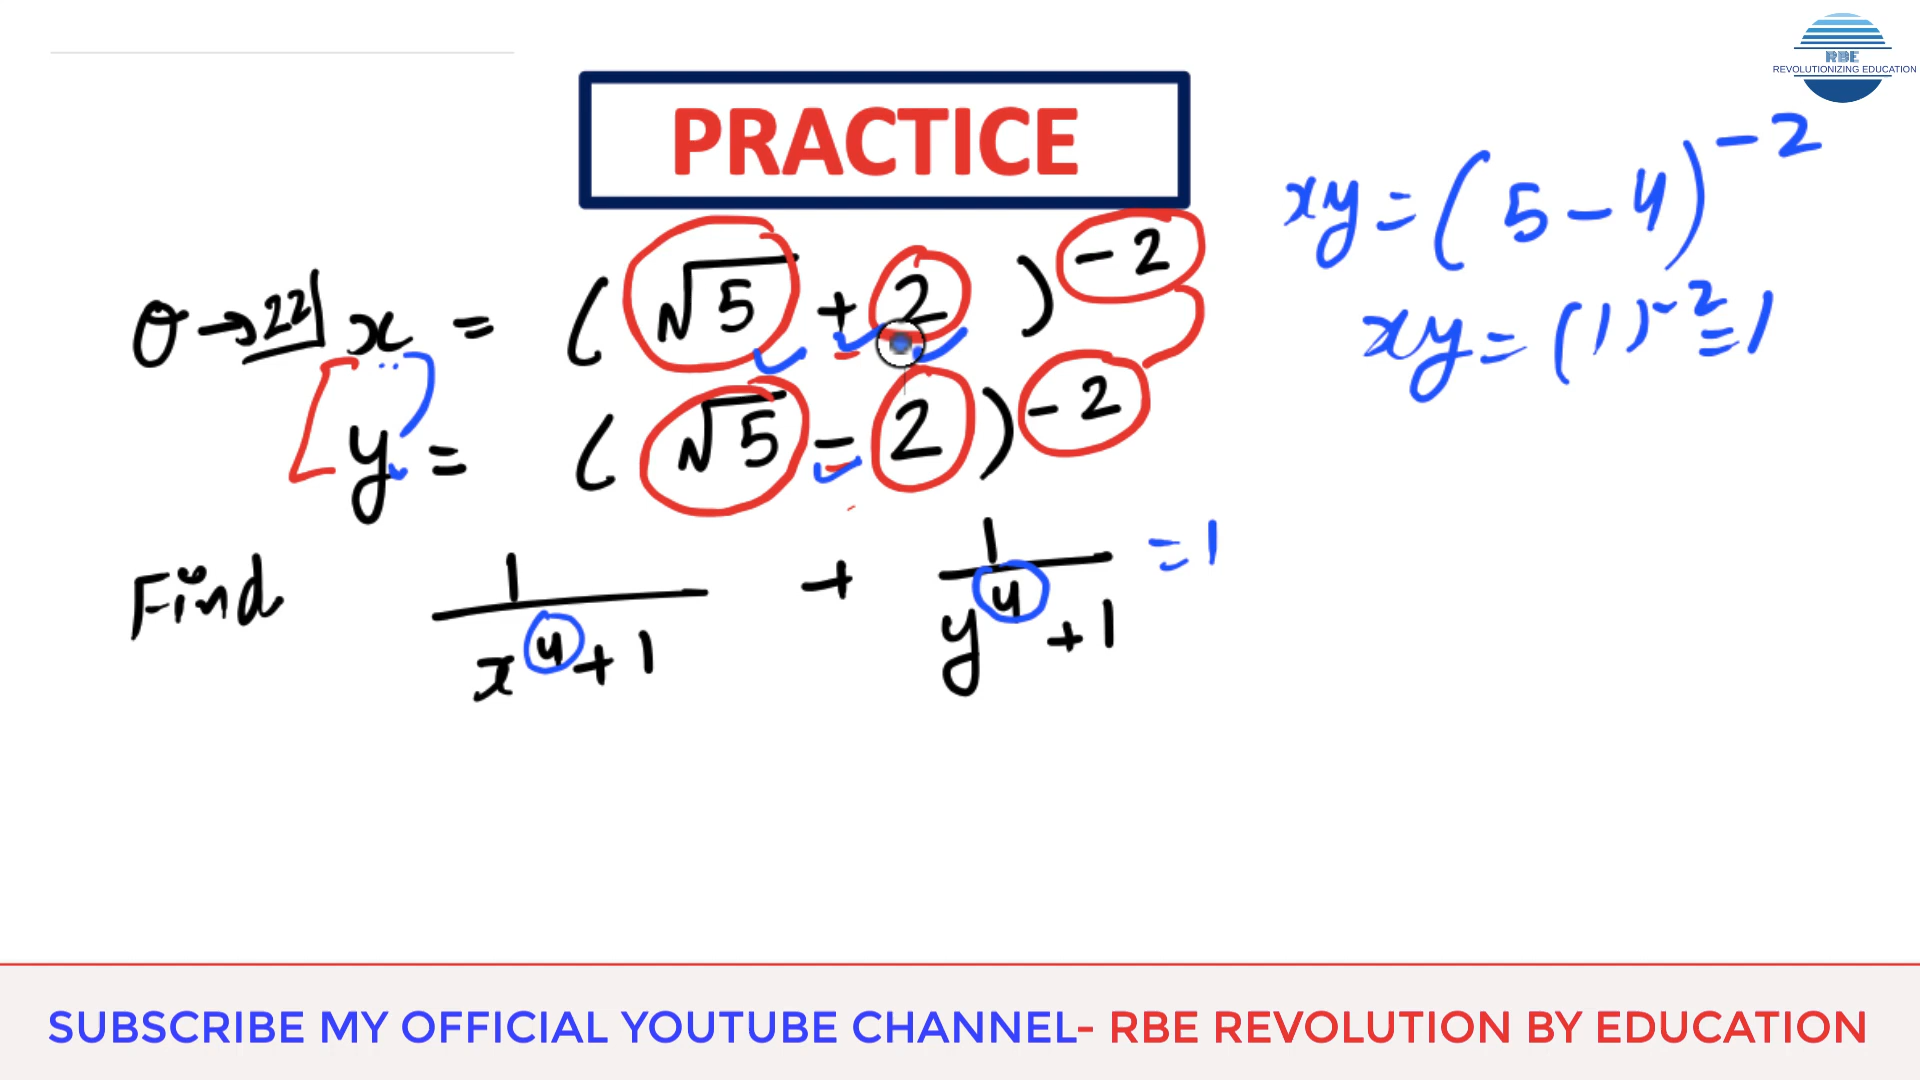 RBE
REVOLUTIONIZING EDUCATION
PRACTICE
xy = (5 - 4)^-2
xy = (1)^-2 = 1
θ → 22| x = (√5 + 2)^-2
y = (√5 - 2)^-2
Find 1/(x^4 + 1) + 1/(y^4 + 1) = 1
SUBSCRIBE MY OFFICIAL YOUTUBE CHANNEL- RBE REVOLUTION BY EDUCATION